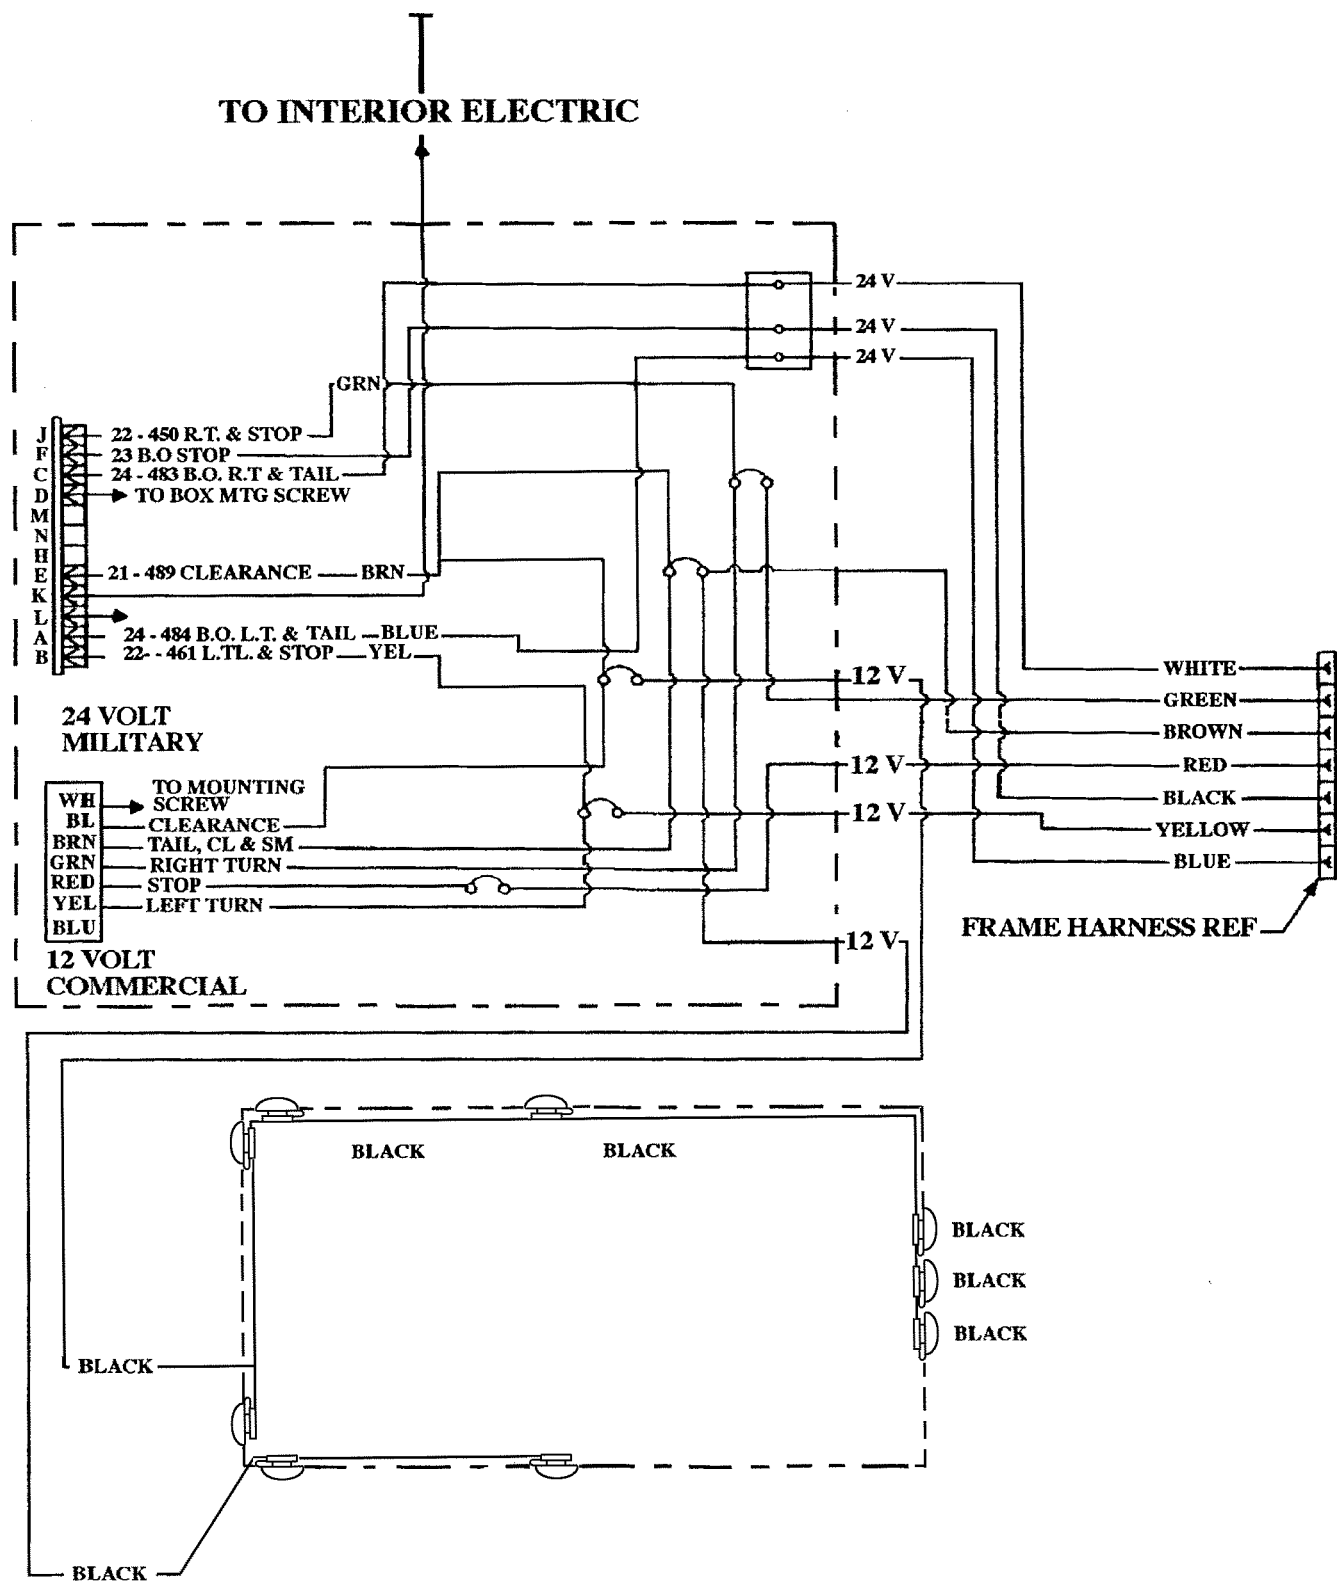 TO INTERIOR ELECTRIC
24 V
24 V
24 V
GRN
J 22 - 450 R.T. & STOP
F 23 B.O STOP
C 24 - 483 B.O. R.T & TAIL
D TO BOX MTG SCREW
M
N
H
E 21 - 489 CLEARANCE BRN
K
L
A 24 - 484 B.O. L.T. & TAIL BLUE
B 22- - 461 L.TL. & STOP YEL
24 VOLT
MILITARY
12 V
12 V
12 V
12 V
WHITE
GREEN
BROWN
RED
BLACK
YELLOW
BLUE
FRAME HARNESS REF
TO MOUNTING
WH SCREW
BL CLEARANCE
BRN TAIL, CL & SM
GRN RIGHT TURN
RED STOP
YEL LEFT TURN
BLU
12 VOLT
COMMERCIAL
BLACK BLACK
BLACK
BLACK
BLACK
BLACK
BLACK